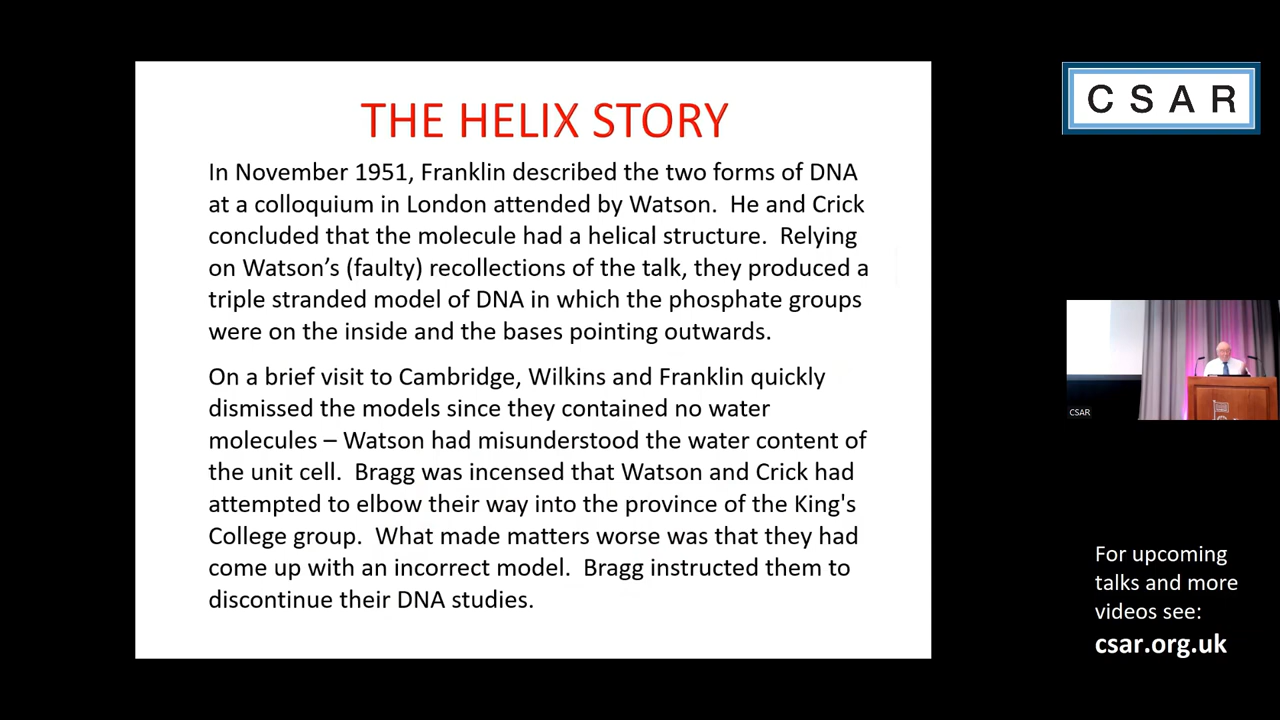 THE HELIX STORY
In November 1951, Franklin described the two forms of DNA
at a colloquium in London attended by Watson.  He and Crick
concluded that the molecule had a helical structure.  Relying
on Watson’s (faulty) recollections of the talk, they produced a
triple stranded model of DNA in which the phosphate groups
were on the inside and the bases pointing outwards.
On a brief visit to Cambridge, Wilkins and Franklin quickly
dismissed the models since they contained no water
molecules – Watson had misunderstood the water content of
the unit cell.  Bragg was incensed that Watson and Crick had
attempted to elbow their way into the province of the King's
College group.  What made matters worse was that they had
come up with an incorrect model.  Bragg instructed them to
discontinue their DNA studies.
CSAR
CSAR
For upcoming
talks and more
videos see:
csar.org.uk